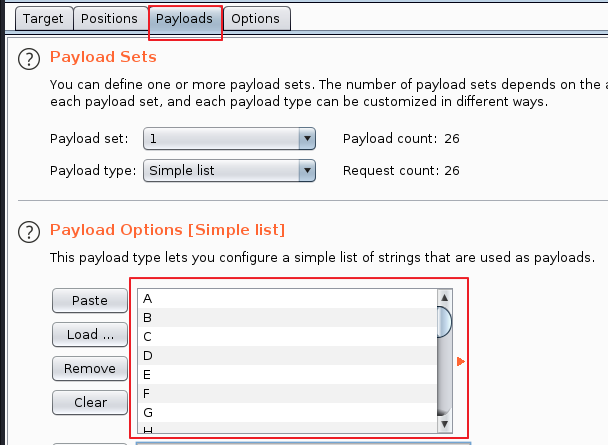 Target Positions Payloads Options
? Payload Sets
You can define one or more payload sets. The number of payload sets depends on the
each payload set, and each payload type can be customized in different ways.
Payload set: 1 Payload count: 26
Payload type: Simple list Request count: 26
? Payload Options [Simple list]
This payload type lets you configure a simple list of strings that are used as payloads.
Paste
Load ...
Remove
Clear
A
B
C
D
E
F
G
H